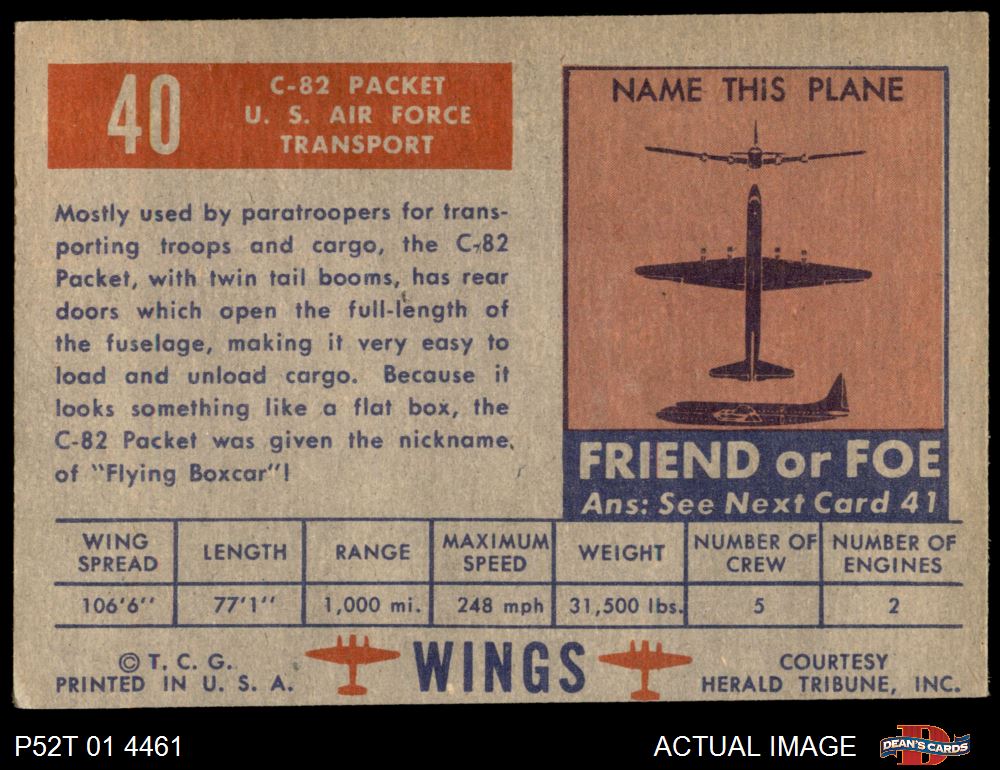 40
C-82 PACKET
U. S. AIR FORCE
TRANSPORT
Mostly used by paratroopers for trans-
porting troops and cargo, the C-82
Packet, with twin tail booms, has rear
doors which open the full-length of
the fuselage, making it very easy to
load and unload cargo. Because it
looks something like a flat box, the
C-82 Packet was given the nickname,
of "Flying Boxcar"!
NAME THIS PLANE
FRIEND or FOE
Ans: See Next Card 41
WING SPREAD LENGTH RANGE MAXIMUM SPEED WEIGHT NUMBER OF CREW NUMBER OF ENGINES
106'6'' 77'1'' 1,000 mi. 248 mph 31,500 lbs. 5 2
© T. C. G.
PRINTED IN U. S. A.
WINGS
COURTESY
HERALD TRIBUNE, INC.
P52T 01 4461
ACTUAL IMAGE
D
DEAN'S CARDS